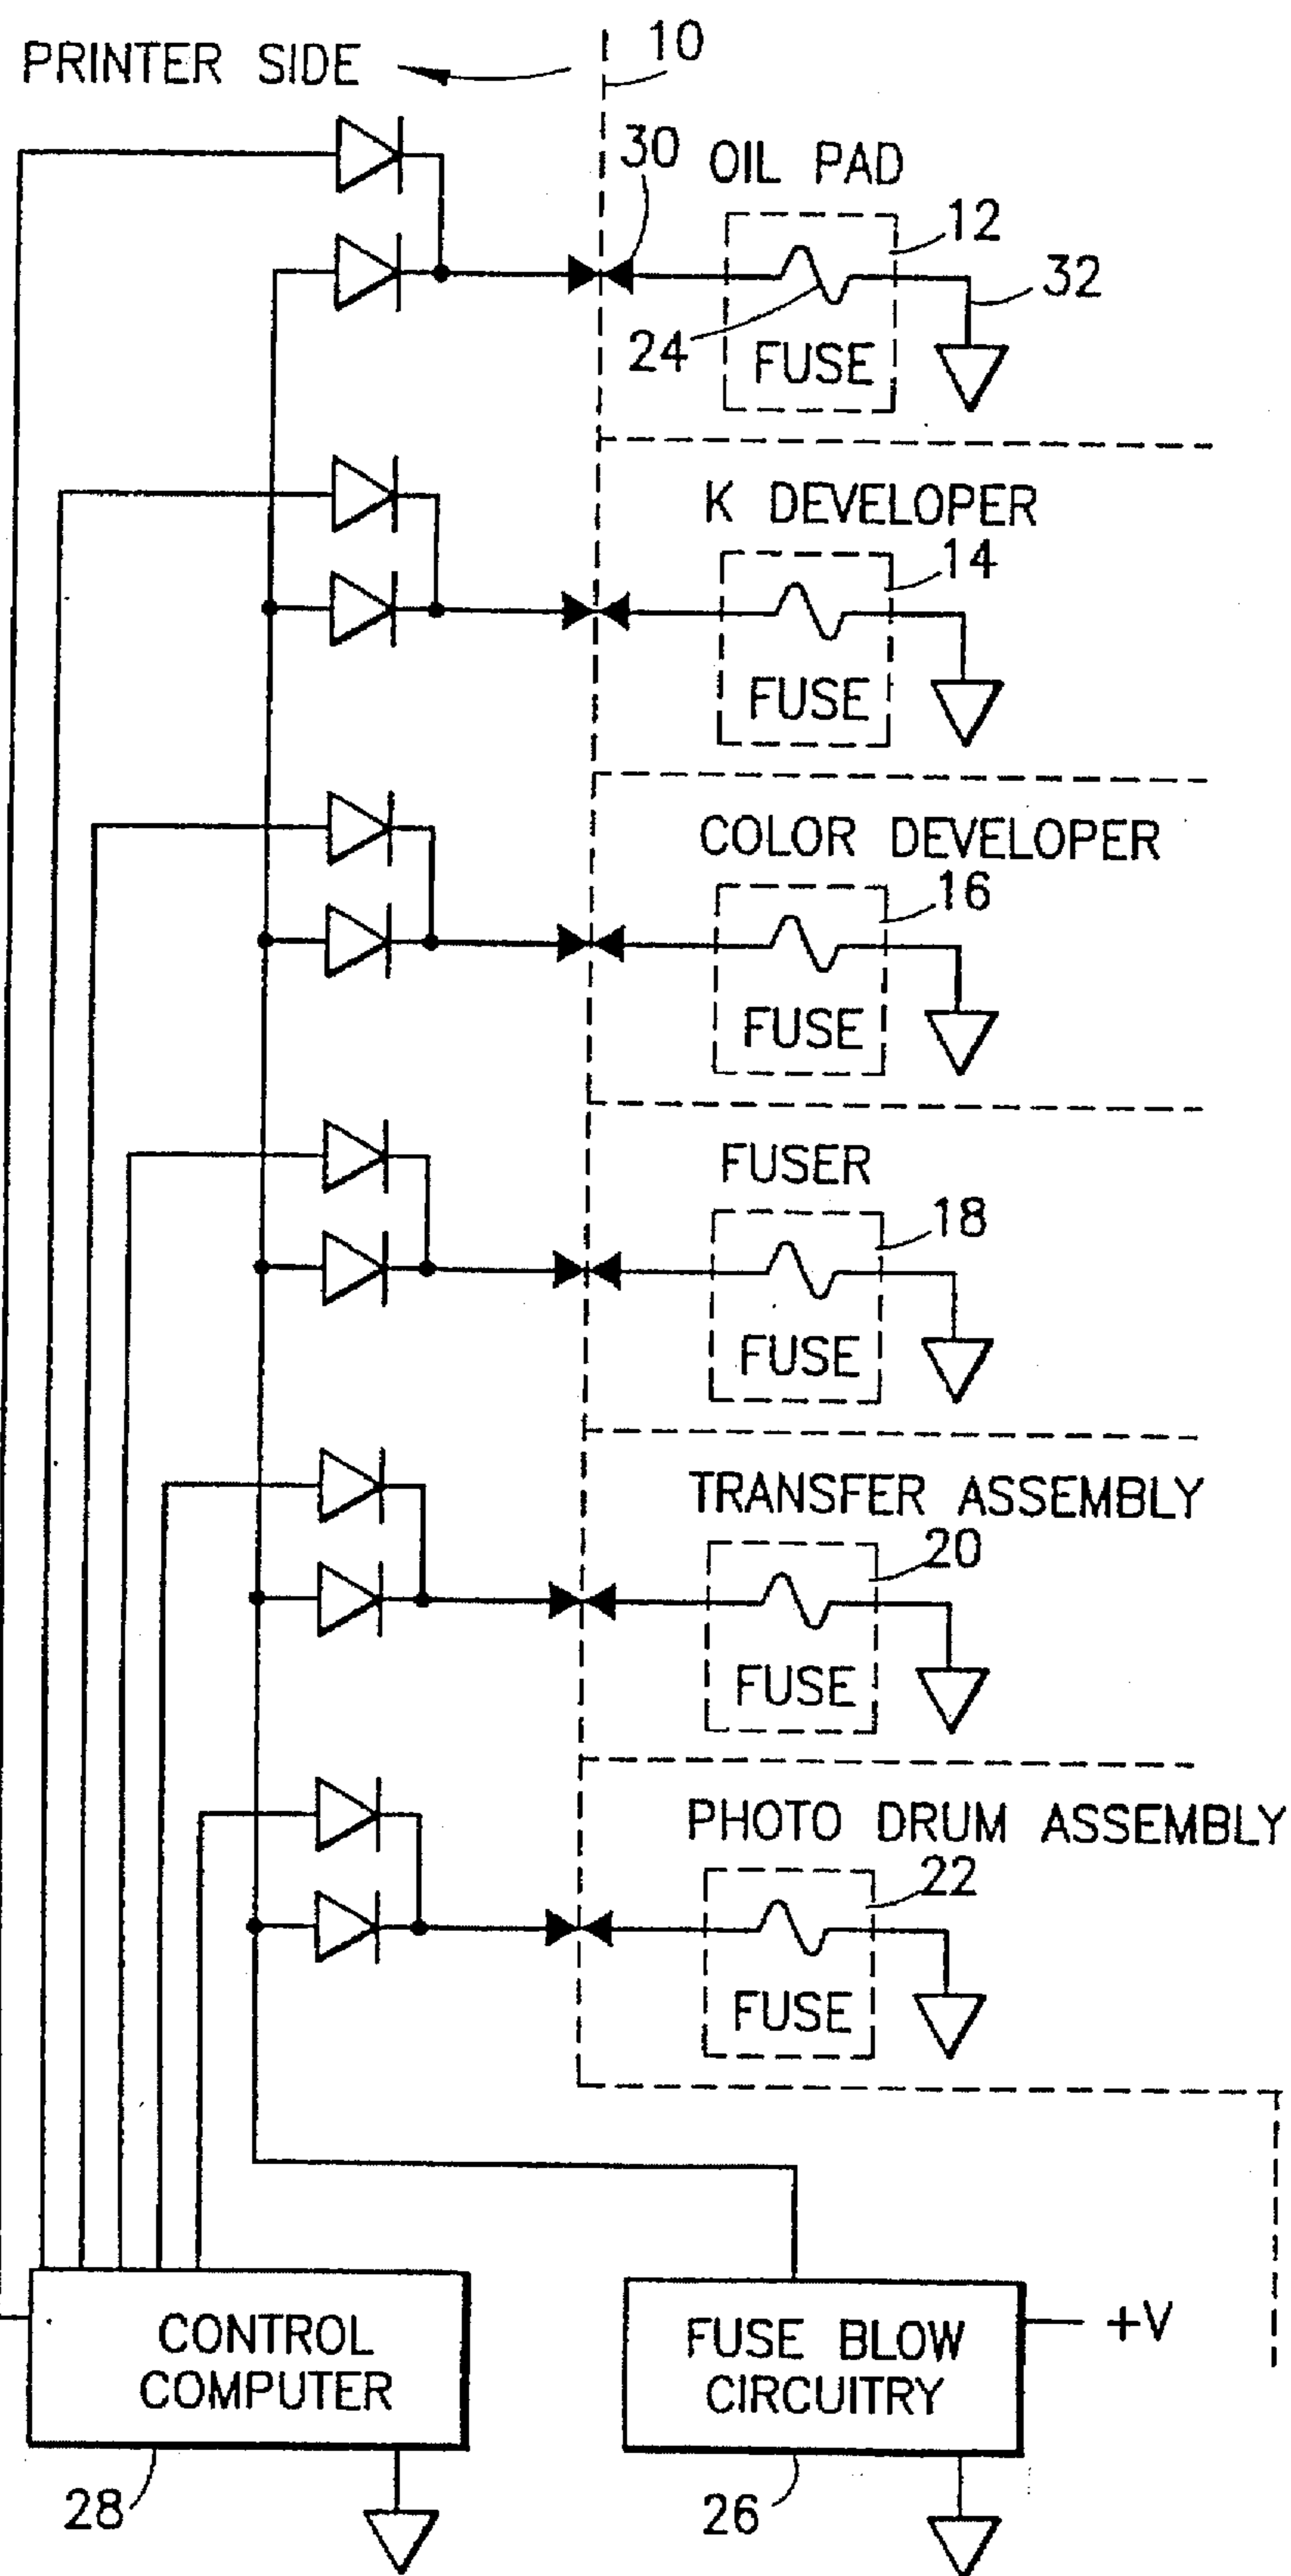 10
PRINTER SIDE
30
OIL PAD
12
32
24
FUSE
K DEVELOPER
14
FUSE
COLOR DEVELOPER
16
FUSE
FUSER
18
FUSE
TRANSFER ASSEMBLY
20
FUSE
PHOTO DRUM ASSEMBLY
22
FUSE
CONTROL
COMPUTER
FUSE BLOW
CIRCUITRY
+V
28
26